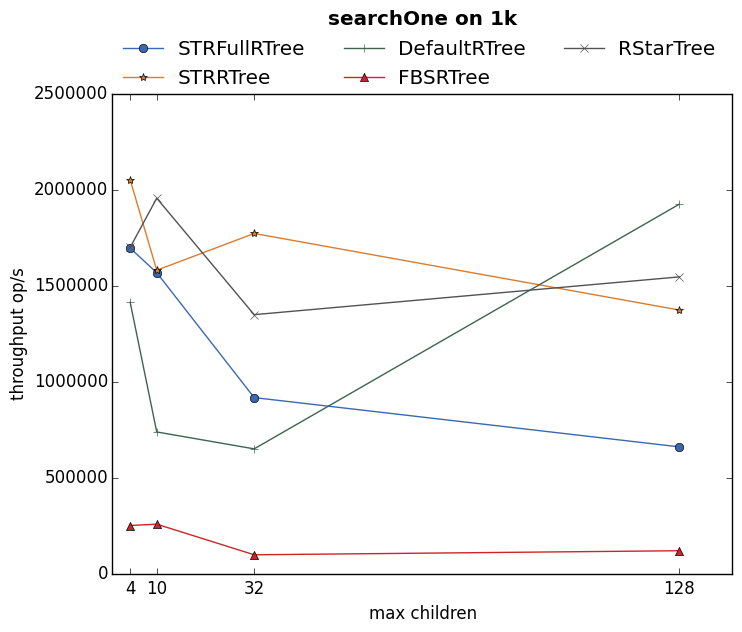 searchOne on 1k
STRFullRTree DefaultRTree RStarTree
STRRTree FBSRTree
2500000
2000000
1500000
1000000
500000
0
throughput op/s
4 10 32 128
max children